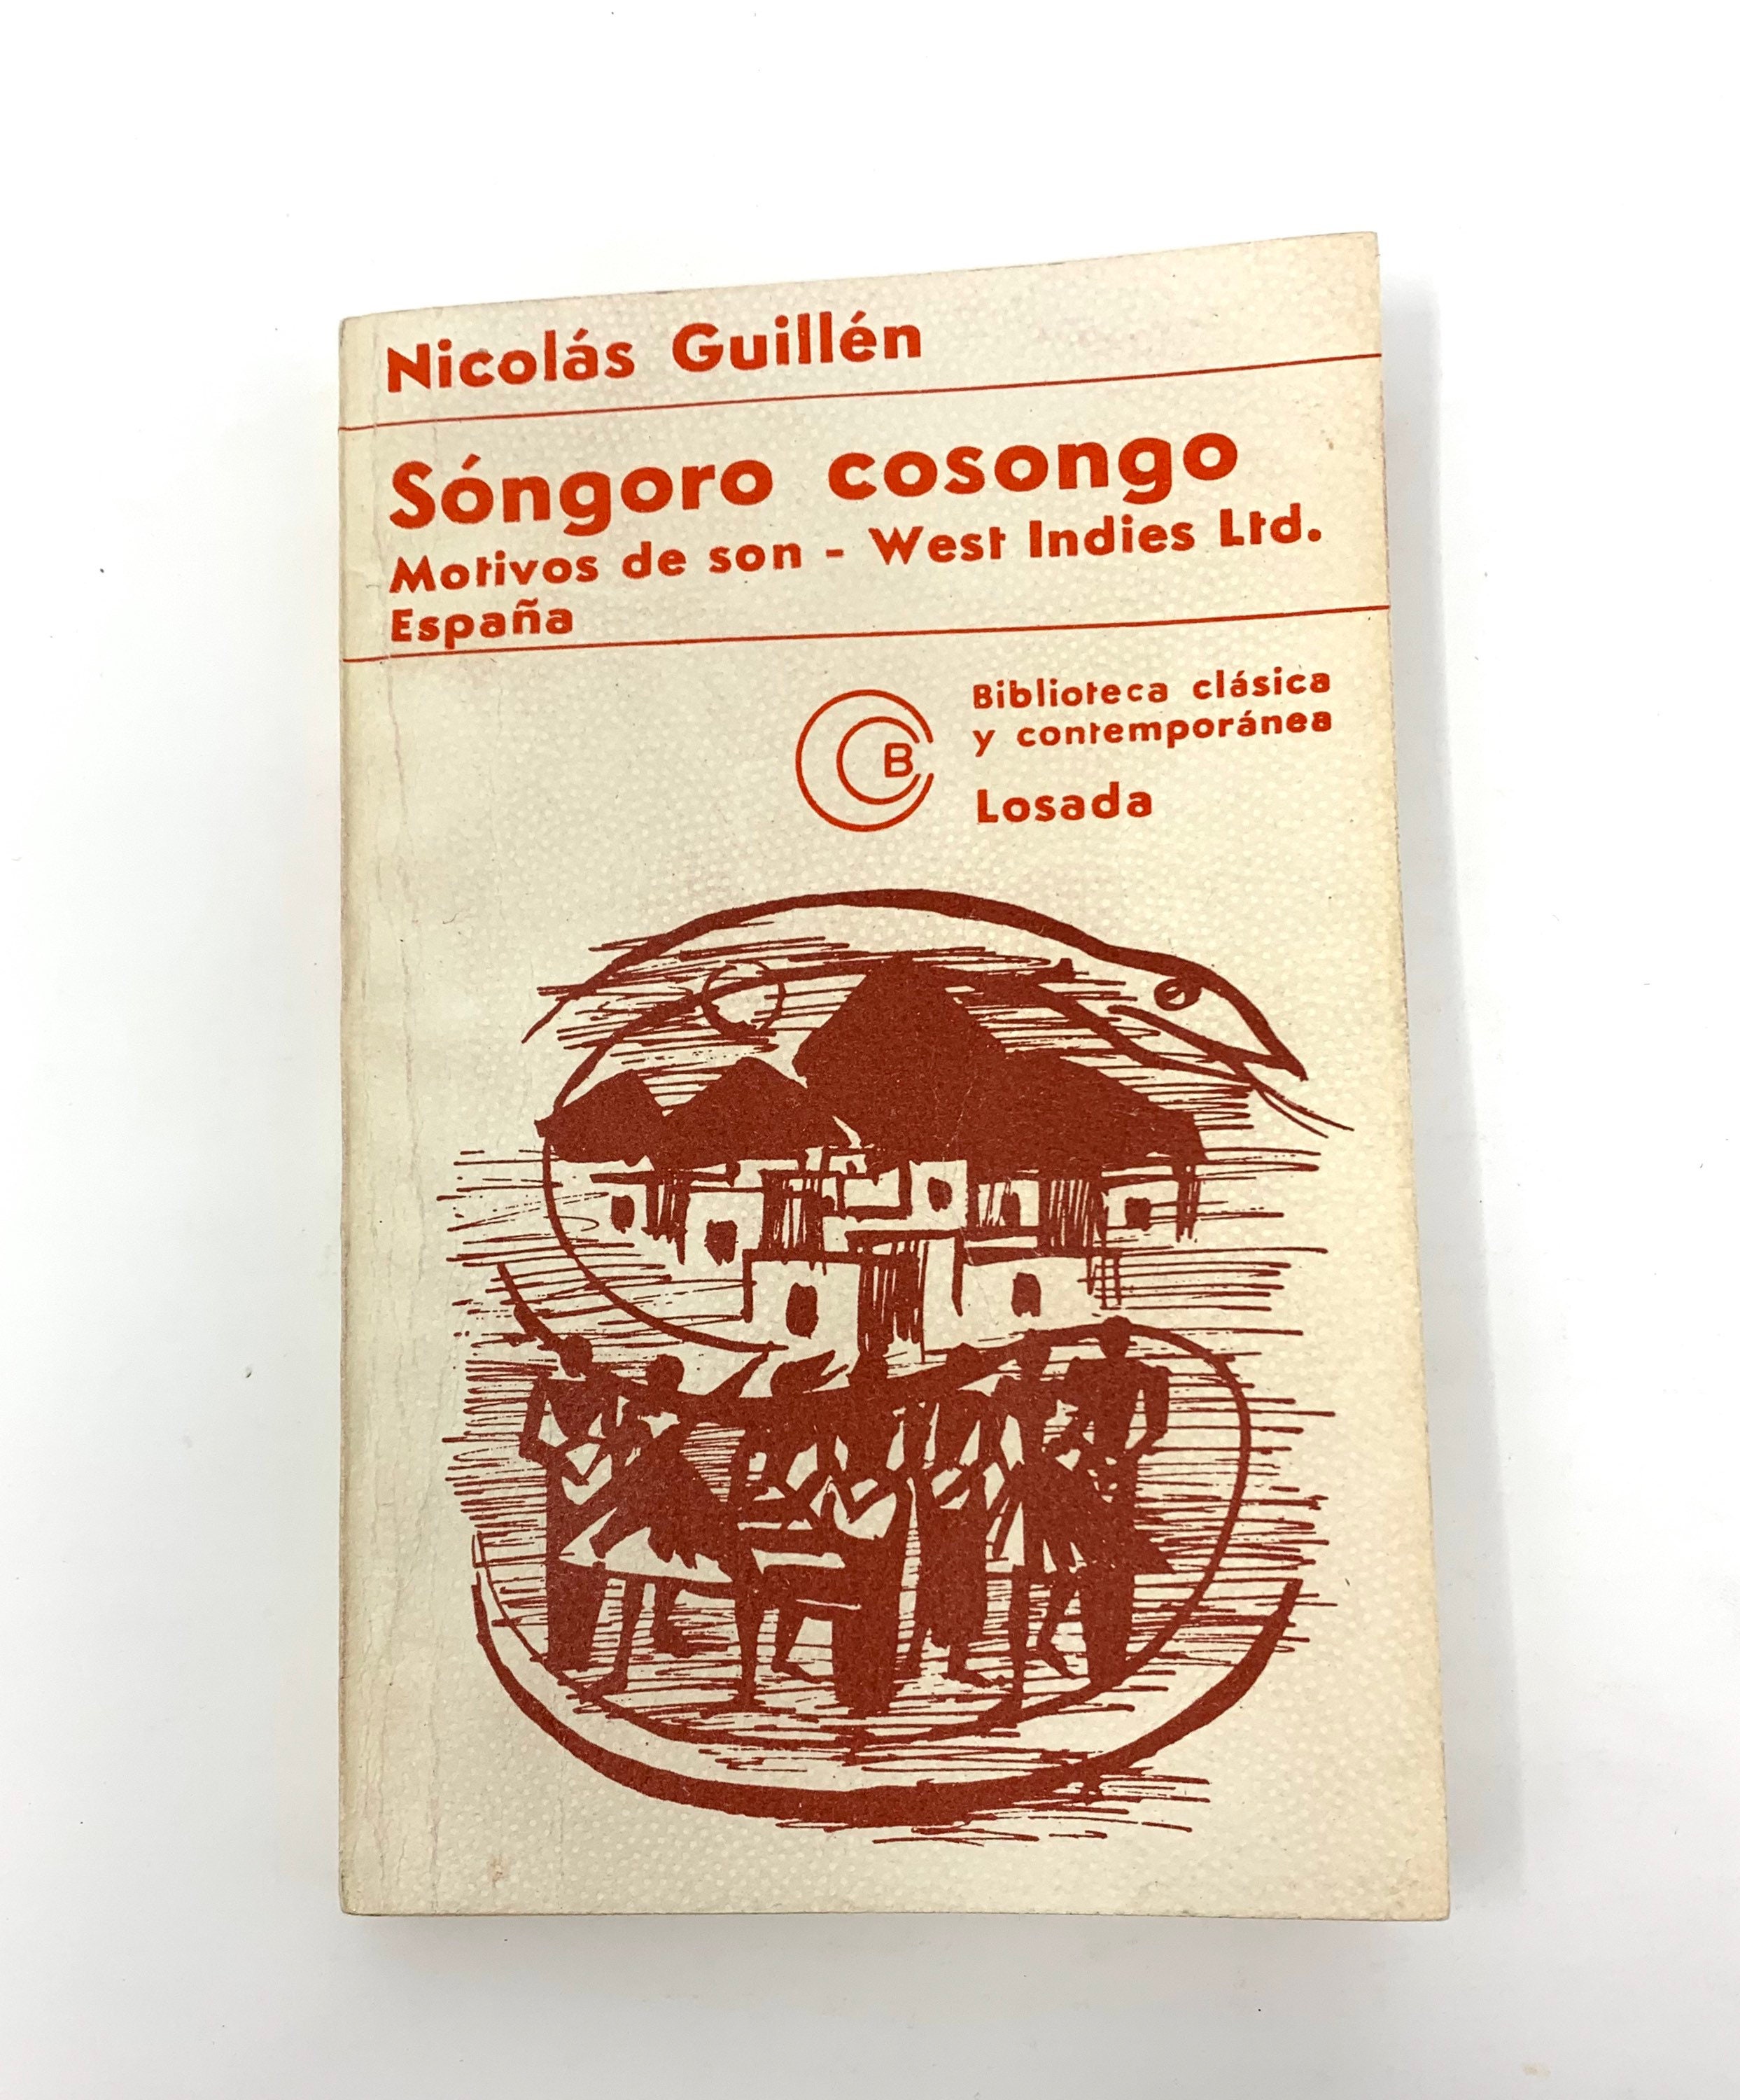 Nicolás Guillén
Sóngoro cosongo
Motivos de son - West Indies Ltd.
España
B
Biblioteca clásica
y contemporánea
Losada